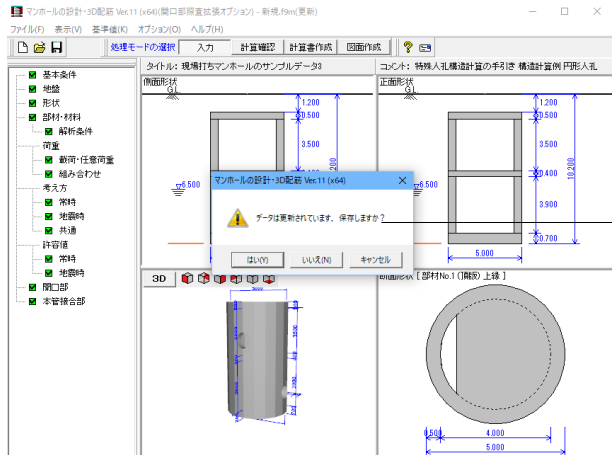 マンホールの設計・3D配筋 Ver.11 (x64)(開口部照査拡張オプション) - 新規.f9m(更新)
ファイル(F) 表示(V) 基準値(K) オプション(O) ヘルプ(H)
処理モードの選択 入力 計算確認 計算書作成 図面作成
基本条件
地盤
形状
部材・材料
解析条件
荷重
載荷・任意荷重
組み合わせ
考え方
常時
地震時
共通
許容値
常時
地震時
開口部
本管接合部
タイトル: 現場打ちマンホールのサンプルデータ3
コメント: 特殊人孔構造計算の手引き 構造計算例 円形人孔
側面形状
G.L
1.200
0.500
3.500
6.500
正面形状
G.L
1.200
0.500
3.500
0.400
10.200
3.900
0.700
6.500
5.000
マンホールの設計・3D配筋 Ver.11 (x64)
データは更新されています。保存しますか?
はい(Y) いいえ(N) キャンセル
3D
断面形状 [ 部材No.1 (頂版) 上縁 ]
0.500
4.000
5.000